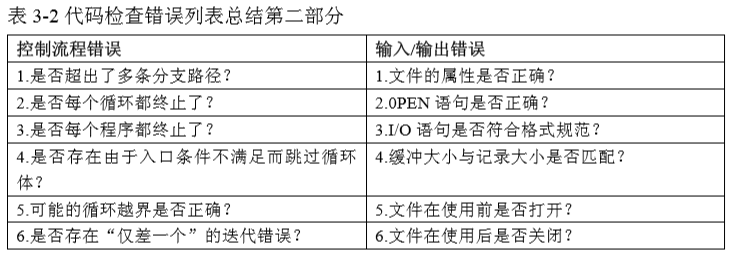 表 3-2 代码检查错误列表总结第二部分
控制流程错误 输入/输出错误
1.是否超出了多条分支路径? 1.文件的属性是否正确?
2.是否每个循环都终止了? 2.0PEN 语句是否正确?
3.是否每个程序都终止了? 3.I/O 语句是否符合格式规范?
4.是否存在由于入口条件不满足而跳过循环 4.缓冲大小与记录大小是否匹配?
体?
5.可能的循环越界是否正确? 5.文件在使用前是否打开?
6.是否存在“仅差一个”的迭代错误? 6.文件在使用后是否关闭?